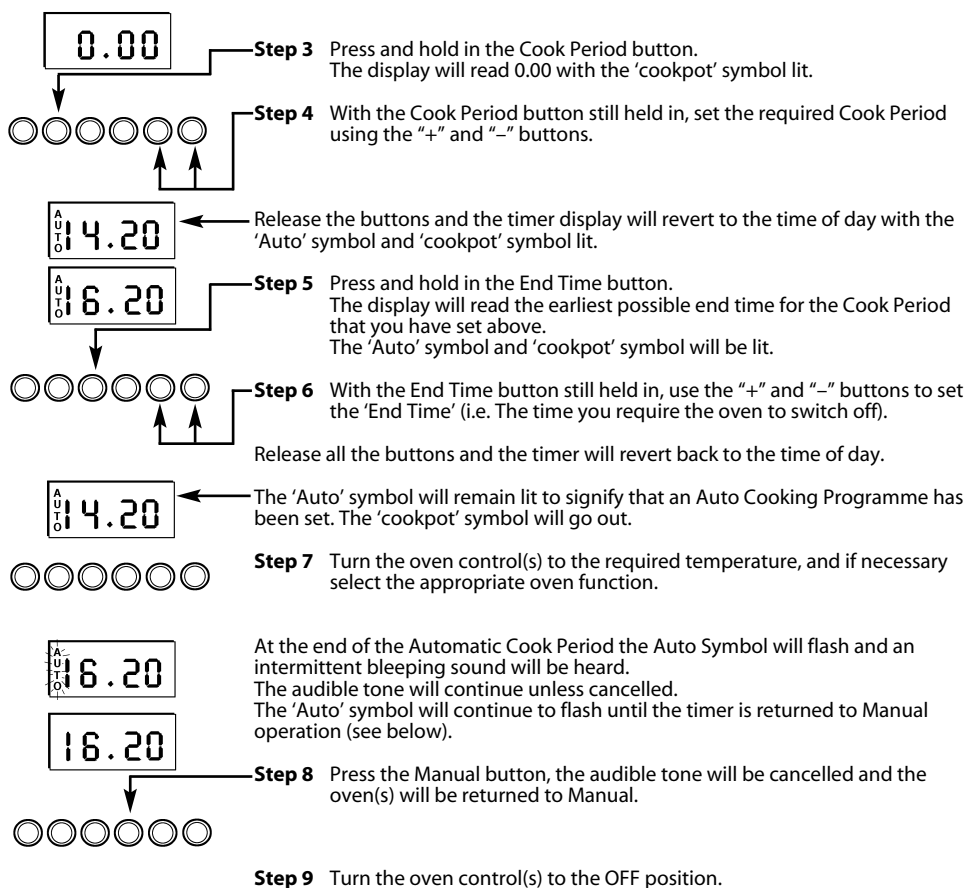 0.00
Step 3 Press and hold in the Cook Period button.
The display will read 0.00 with the ‘cookpot’ symbol lit.
Step 4 With the Cook Period button still held in, set the required Cook Period
using the “+” and “–” buttons.
AUTO 14.20
Release the buttons and the timer display will revert to the time of day with the
‘Auto’ symbol and ‘cookpot’ symbol lit.
AUTO 16.20
Step 5 Press and hold in the End Time button.
The display will read the earliest possible end time for the Cook Period
that you have set above.
The ‘Auto’ symbol and ‘cookpot’ symbol will be lit.
Step 6 With the End Time button still held in, use the “+” and “–” buttons to set
the ‘End Time’ (i.e. The time you require the oven to switch off).
Release all the buttons and the timer will revert back to the time of day.
AUTO 14.20
The ‘Auto’ symbol will remain lit to signify that an Auto Cooking Programme has
been set. The ‘cookpot’ symbol will go out.
Step 7 Turn the oven control(s) to the required temperature, and if necessary
select the appropriate oven function.
AUTO 16.20
At the end of the Automatic Cook Period the Auto Symbol will flash and an
intermittent bleeping sound will be heard.
The audible tone will continue unless cancelled.
The ‘Auto’ symbol will continue to flash until the timer is returned to Manual
operation (see below).
16.20
Step 8 Press the Manual button, the audible tone will be cancelled and the
oven(s) will be returned to Manual.
Step 9 Turn the oven control(s) to the OFF position.